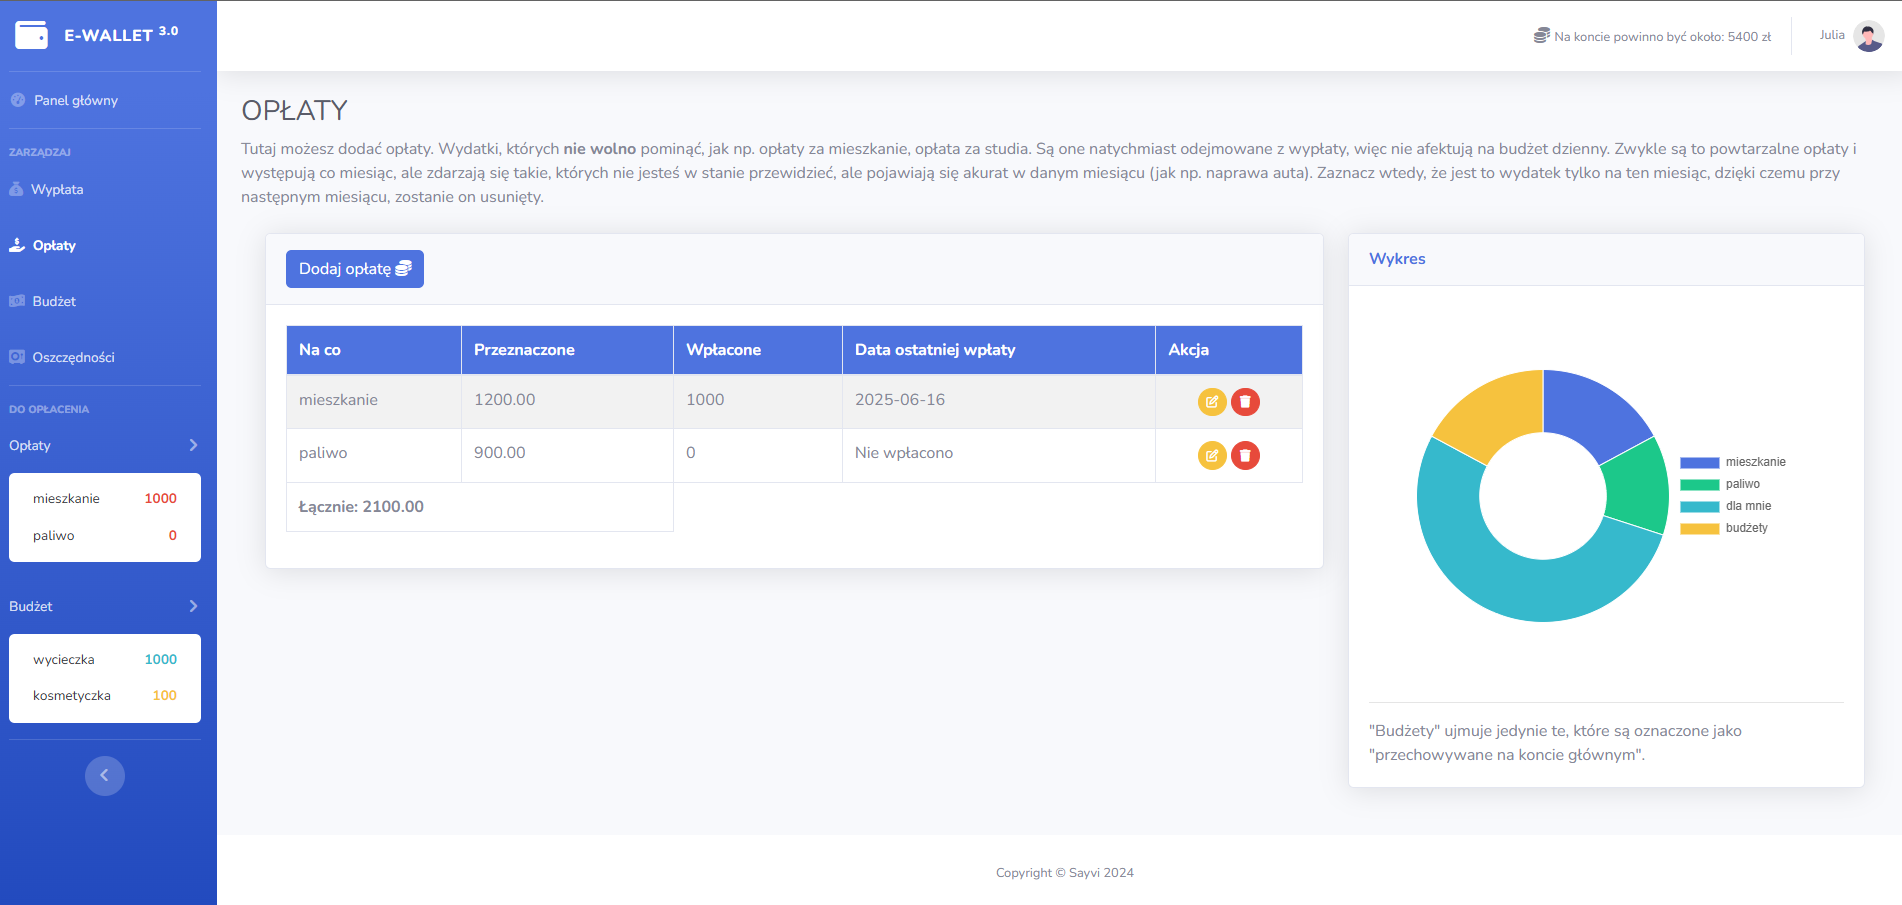 E-WALLET 3.0
Na koncie powinno być około: 5400 zł
Julia
Panel główny
ZARZĄDZAJ
Wypłata
Opłaty
Budżet
Oszczędności
DO OPŁACENIA
Opłaty
mieszkanie 1000
paliwo 0
Budżet
wycieczka 1000
kosmetyczka 100
OPŁATY
Tutaj możesz dodać opłaty. Wydatki, których nie wolno pominąć, jak np. opłaty za mieszkanie, opłata za studia. Są one natychmiast odejmowane z wypłaty, więc nie afektują na budżet dzienny. Zwykle są to powtarzalne opłaty i
występują co miesiąc, ale zdarzają się takie, których nie jesteś w stanie przewidzieć, ale pojawiają się akurat w danym miesiącu (jak np. naprawa auta). Zaznacz wtedy, że jest to wydatek tylko na ten miesiąc, dzięki czemu przy
następnym miesiącu, zostanie on usunięty.
Dodaj opłatę
Na co Przeznaczone Wpłacone Data ostatniej wpłaty Akcja
mieszkanie 1200.00 1000 2025-06-16
paliwo 900.00 0 Nie wpłacono
Łącznie: 2100.00
Wykres
mieszkanie
paliwo
dla mnie
budżety
"Budżety" ujmuje jedynie te, które są oznaczone jako
"przechowywane na koncie głównym".
Copyright © Sayvi 2024